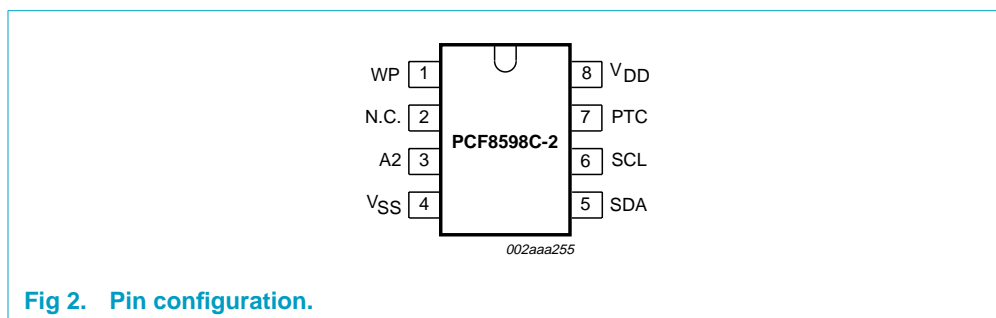 WP 1 8 VDD
N.C. 2 7 PTC
PCF8598C-2
A2 3 6 SCL
VSS 4 5 SDA
002aaa255
Fig 2. Pin configuration.